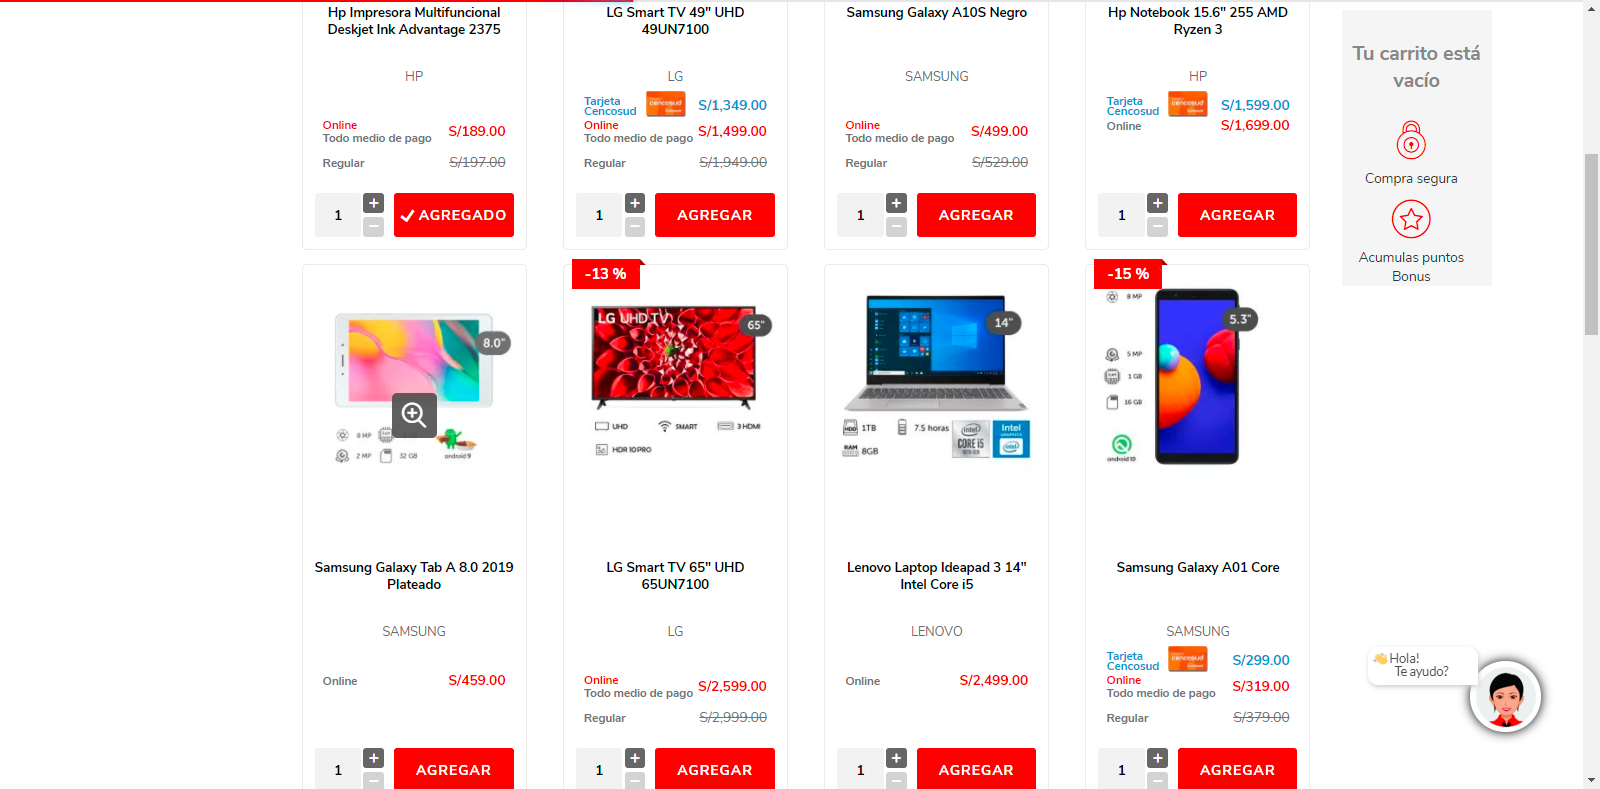 Hp Impresora Multifuncional
Deskjet Ink Advantage 2375
HP
Online
Todo medio de pago
S/189.00
Regular
S/197.00
1
+
−
AGREGADO
LG Smart TV 49" UHD
49UN7100
LG
Tarjeta
Cencosud
cencosud
S/1,349.00
Online
Todo medio de pago
S/1,499.00
Regular
S/1,949.00
1
+
−
AGREGAR
Samsung Galaxy A10S Negro
SAMSUNG
Online
Todo medio de pago
S/499.00
Regular
S/529.00
1
+
−
AGREGAR
Hp Notebook 15.6" 255 AMD
Ryzen 3
HP
Tarjeta
Cencosud
cencosud
S/1,599.00
Online
S/1,699.00
1
+
−
AGREGAR
Tu carrito está
vacío
Compra segura
Acumulas puntos
Bonus
8.0"
8 MP
2 MP
32 GB
android 9
Samsung Galaxy Tab A 8.0 2019
Plateado
SAMSUNG
Online
S/459.00
1
+
−
AGREGAR
-13 %
LG UHD TV
65"
UHD
SMART
3 HDMI
HDR 10 PRO
LG Smart TV 65" UHD
65UN7100
LG
Online
Todo medio de pago
S/2,599.00
Regular
S/2,999.00
1
+
−
AGREGAR
14"
HDD
1TB
7.5 horas
RAM
8GB
intel
CORE i5
Intel
GRAPHICS
intel
Lenovo Laptop Ideapad 3 14"
Intel Core i5
LENOVO
Online
S/2,499.00
1
+
−
AGREGAR
-15 %
8 MP
5.3"
5 MP
1 GB
16 GB
android 10
Samsung Galaxy A01 Core
SAMSUNG
Tarjeta
Cencosud
cencosud
S/299.00
Online
Todo medio de pago
S/319.00
Regular
S/379.00
1
+
−
AGREGAR
👋 Hola!
Te ayudo?